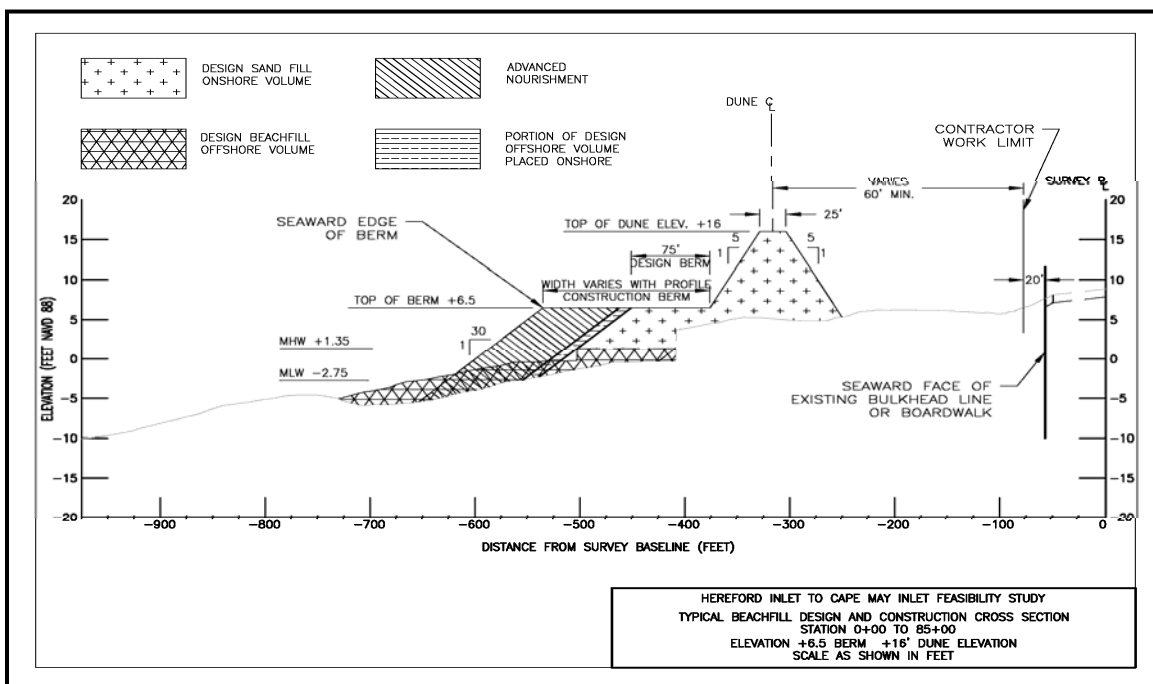 DESIGN SAND FILL
ONSHORE VOLUME
ADVANCED
NOURISHMENT
DESIGN BEACHFILL
OFFSHORE VOLUME
PORTION OF DESIGN
OFFSHORE VOLUME
PLACED ONSHORE
DUNE ℄
CONTRACTOR
WORK LIMIT
SURVEY ℄
VARIES
60' MIN.
SEAWARD EDGE
OF BERM
TOP OF DUNE ELEV. +16
25'
5
1
5
1
75'
DESIGN BERM
WIDTH VARIES WITH PROFILE
CONSTRUCTION BERM
TOP OF BERM +6.5
20'
30
1
MHW +1.35
MLW -2.75
SEAWARD FACE OF
EXISTING BULKHEAD LINE
OR BOARDWALK
ELEVATION (FEET NAVD 88)
20
15
10
5
0
-5
-10
-15
-20
20
15
10
5
0
-5
-10
-15
-20
-900
-800
-700
-600
-500
-400
-300
-200
-100
0
DISTANCE FROM SURVEY BASELINE (FEET)
HEREFORD INLET TO CAPE MAY INLET FEASIBILITY STUDY
TYPICAL BEACHFILL DESIGN AND CONSTRUCTION CROSS SECTION
STATION 0+00 TO 85+00
ELEVATION +6.5 BERM +16' DUNE ELEVATION
SCALE AS SHOWN IN FEET